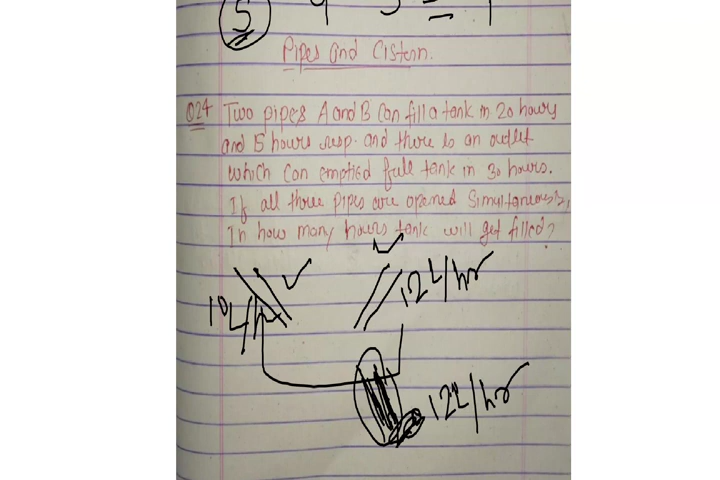 5
Pipes and Cistern.
Q24 Two pipes A and B can fill a tank in 20 hours
and 15 hours resp. and there is an outlet
which can emptied full tank in 30 hours.
If all three pipes are opened simultaneously,
In how many hours tank will get filled?
10L/h
12L/hr
12L/hr